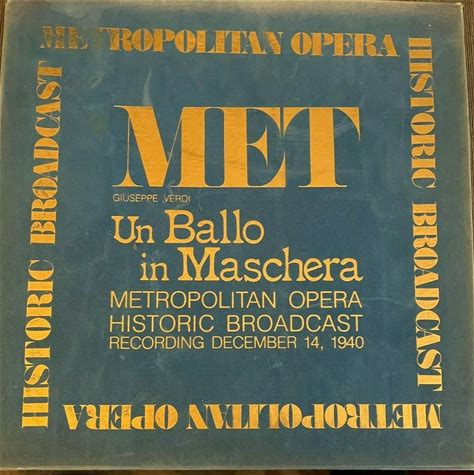 METROPOLITAN OPERA
HISTORIC BROADCAST
HISTORIC BROADCAST
MET
GIUSEPPE VERDI
Un Ballo
in Maschera
METROPOLITAN OPERA
HISTORIC BROADCAST
RECORDING DECEMBER 14, 1940
METROPOLITAN OPERA